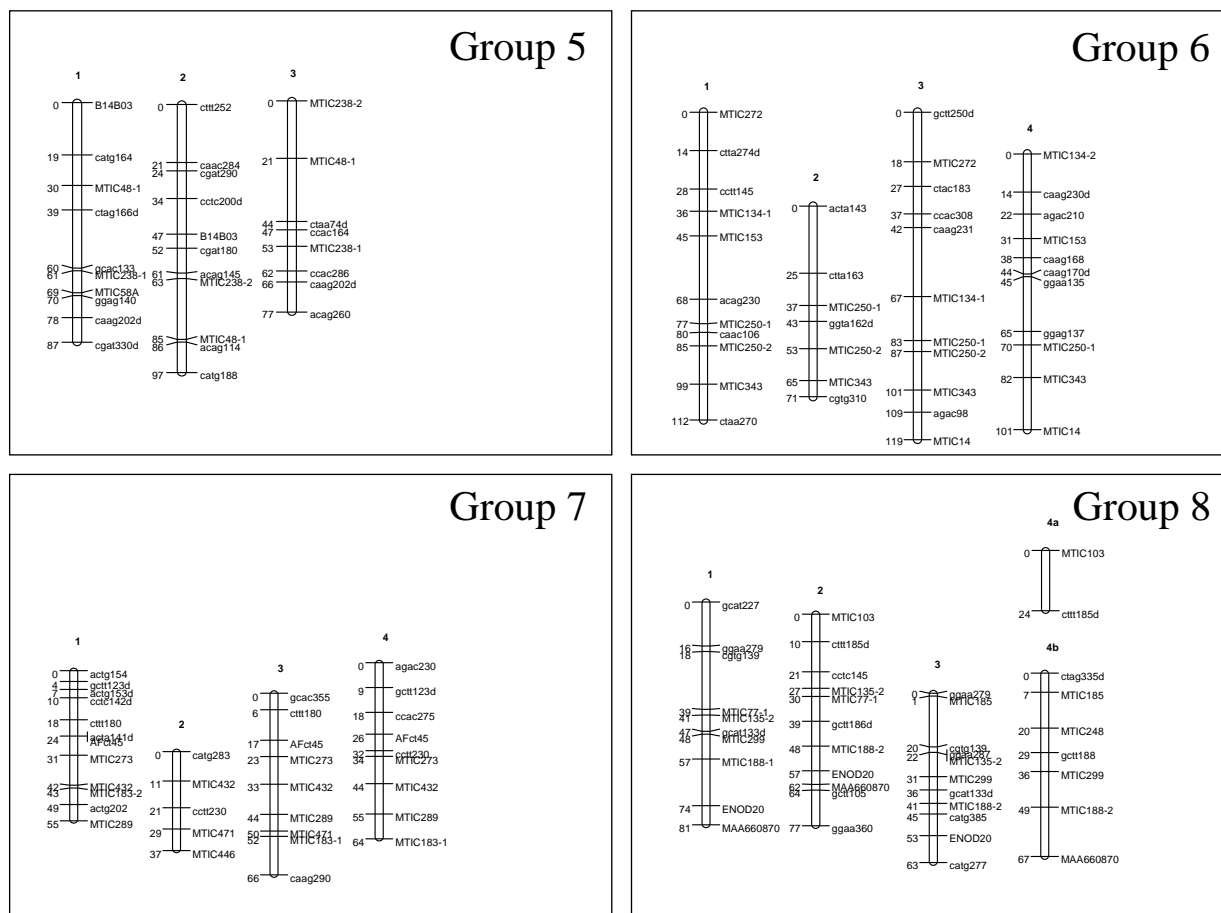 Group 5
1
0 B14B03
19 catg164
30 MTIC48-1
39 ctag166d
60 gcac133
61 MTIC238-1
69 MTIC58A
70 ggag140
78 caag202d
87 cgat330d
2
0 cttt252
21 caac284
24 cgat290
34 cctc200d
47 B14B03
52 cgat180
61 acag145
63 MTIC238-2
85 MTIC48-1
86 acag114
97 catg188
3
0 MTIC238-2
21 MTIC48-1
44 ctaa74d
47 ccac164
53 MTIC238-1
62 ccac286
66 caag202d
77 acag260
Group 6
1
0 MTIC272
14 ctta274d
28 cctt145
36 MTIC134-1
45 MTIC153
68 acag230
77 MTIC250-1
80 caac106
85 MTIC250-2
99 MTIC343
112 ctaa270
2
0 acta143
25 ctta163
37 MTIC250-1
43 ggta162d
53 MTIC250-2
65 MTIC343
71 cgtg310
3
0 gctt250d
18 MTIC272
27 ctac183
37 ccac308
42 caag231
67 MTIC134-1
83 MTIC250-1
87 MTIC250-2
101 MTIC343
109 agac98
119 MTIC14
4
0 MTIC134-2
14 caag230d
22 agac210
31 MTIC153
38 caag168
44 caag170d
45 ggaa135
65 ggag137
70 MTIC250-1
82 MTIC343
101 MTIC14
Group 7
1
0 actg154
4 gctt123d
7 actg153d
10 cctc142d
18 cttt180
24 acta141d
AFct45
31 MTIC273
42 MTIC432
43 MTIC183-2
49 actg202
55 MTIC289
2
0 catg283
11 MTIC432
21 cctt230
29 MTIC471
37 MTIC446
3
0 gcac355
6 cttt180
17 AFct45
23 MTIC273
33 MTIC432
44 MTIC289
50 MTIC471
52 MTIC183-1
66 caag290
4
0 agac230
9 gctt123d
18 ccac275
26 AFct45
32 cctt230
34 MTIC273
44 MTIC432
55 MTIC289
64 MTIC183-1
Group 8
1
0 gcat227
16 ggaa279
18 cgtg139
39 MTIC77-1
41 MTIC135-2
47 gcat133d
48 MTIC299
57 MTIC188-1
74 ENOD20
81 MAA660870
2
0 MTIC103
10 cttt185d
21 cctc145
27 MTIC135-2
30 MTIC77-1
39 gctt186d
48 MTIC188-2
57 ENOD20
62 MAA660870
64 gctt105
77 ggaa360
3
0 ggaa279
1 MTIC185
20 cgtg139
22 ggaa287
MTIC135-2
31 MTIC299
36 gcat133d
41 MTIC188-2
45 catg385
53 ENOD20
63 catg277
4a
0 MTIC103
24 cttt185d
4b
0 ctag335d
7 MTIC185
20 MTIC248
29 gctt188
36 MTIC299
49 MTIC188-2
67 MAA660870